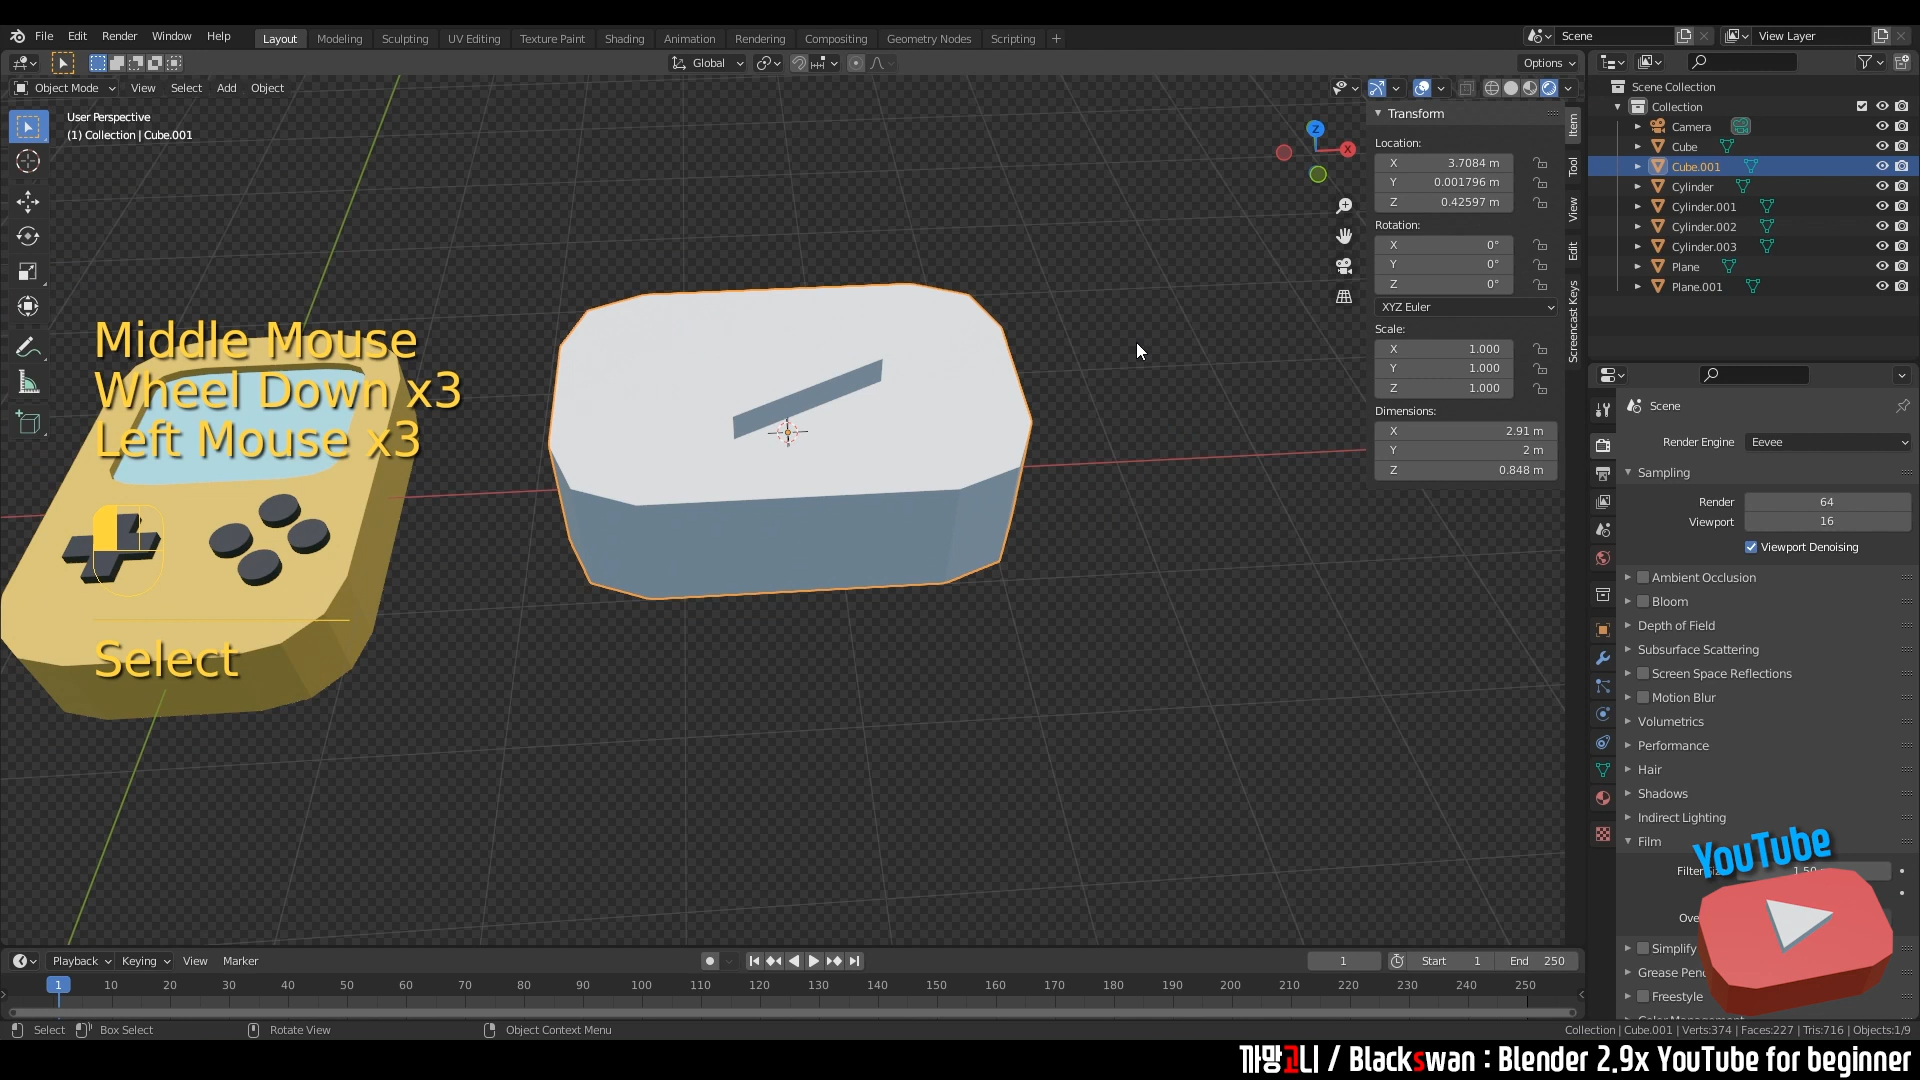 File Edit Render Window Help Layout Modeling Sculpting UV Editing Texture Paint Shading Animation Rendering Compositing Geometry Nodes Scripting + Scene View Layer
Global Options
Object Mode View Select Add Object
User Perspective
(1) Collection | Cube.001
Z
X
Middle Mouse
Wheel Down x3
Left Mouse x3
Select
Transform
Location:
X 3.7084 m
Y 0.001796 m
Z 0.42597 m
Rotation:
X 0°
Y 0°
Z 0°
XYZ Euler
Scale:
X 1.000
Y 1.000
Z 1.000
Dimensions:
X 2.91 m
Y 2 m
Z 0.848 m
Item
Tool
View
Edit
Screencast Keys
Scene Collection
Collection
Camera
Cube
Cube.001
Cylinder
Cylinder.001
Cylinder.002
Cylinder.003
Plane
Plane.001
Scene
Render Engine Eevee
Sampling
Render 64
Viewport 16
Viewport Denoising
Ambient Occlusion
Bloom
Depth of Field
Subsurface Scattering
Screen Space Reflections
Motion Blur
Volumetrics
Performance
Hair
Shadows
Indirect Lighting
Film
YouTube
Simplify
Freestyle
Playback Keying View Marker 1 Start 1 End 250
1 10 20 30 40 50 60 70 80 90 100 110 120 130 140 150 160 170 180 190 200 210 220 230 240 250
Select Box Select Rotate View Object Context Menu Collection | Cube.001 | Verts:374 | Faces:227 | Tris:716 | Objects:1/9
까망고니 / Blackswan : Blender 2.9x YouTube for beginner